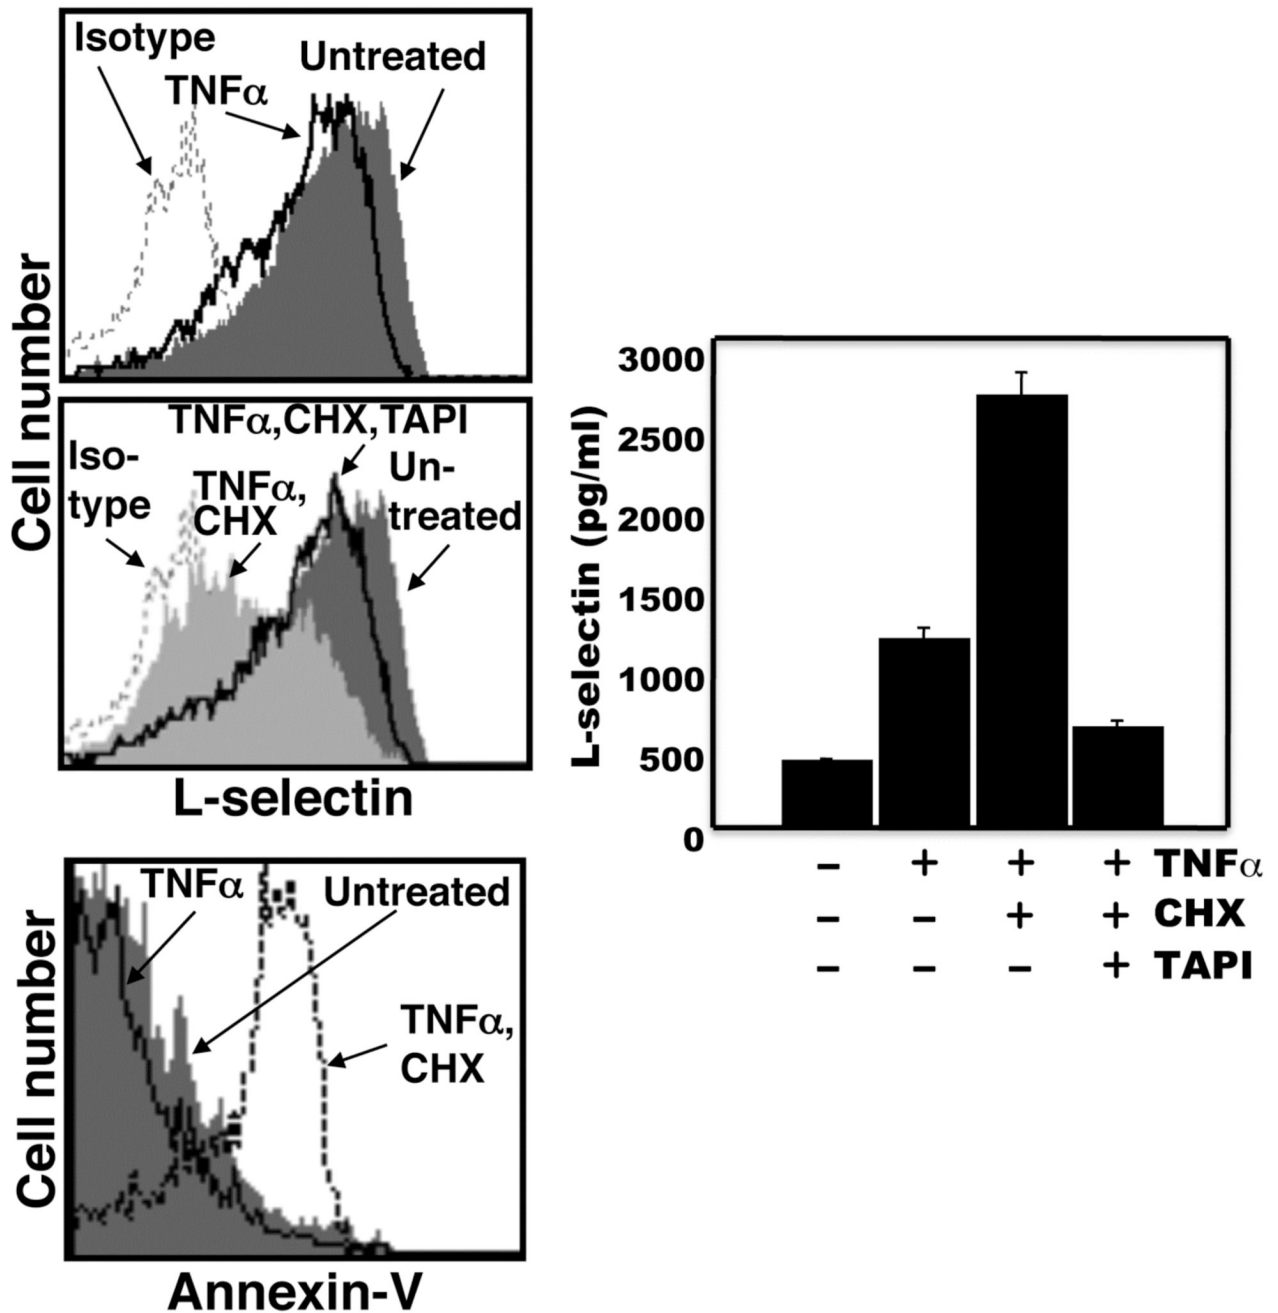 Isotype
Untreated
TNFα
Cell number
TNFα,CHX,TAPI
Iso-
type
TNFα,
CHX
Un-
treated
L-selectin
TNFα
Untreated
TNFα,
CHX
Cell number
Annexin-V
L-selectin (pg/ml)
3000
2500
2000
1500
1000
500
0
– + + + TNFα
– – + + CHX
– – – + TAPI